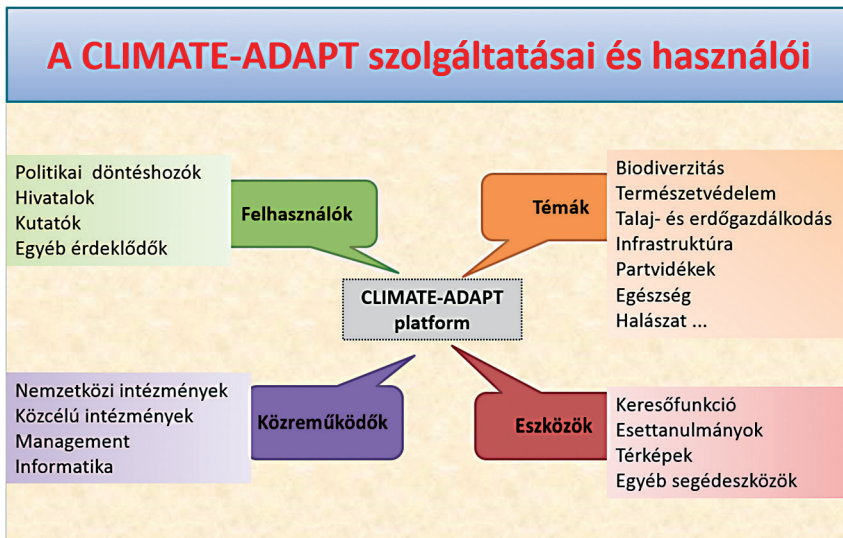 A CLIMATE-ADAPT szolgáltatásai és használói
Politikai döntéshozók
Hivatalok
Kutatók
Egyéb érdeklődők
Felhasználók
Témák
Biodiverzitás
Természetvédelem
Talaj- és erdőgazdálkodás
Infrastruktúra
Partvidékek
Egészség
Halászat ...
CLIMATE-ADAPT
platform
Nemzetközi intézmények
Közcélú intézmények
Management
Informatika
Közreműködők
Eszközök
Keresőfunkció
Esettanulmányok
Térképek
Egyéb segédeszközök